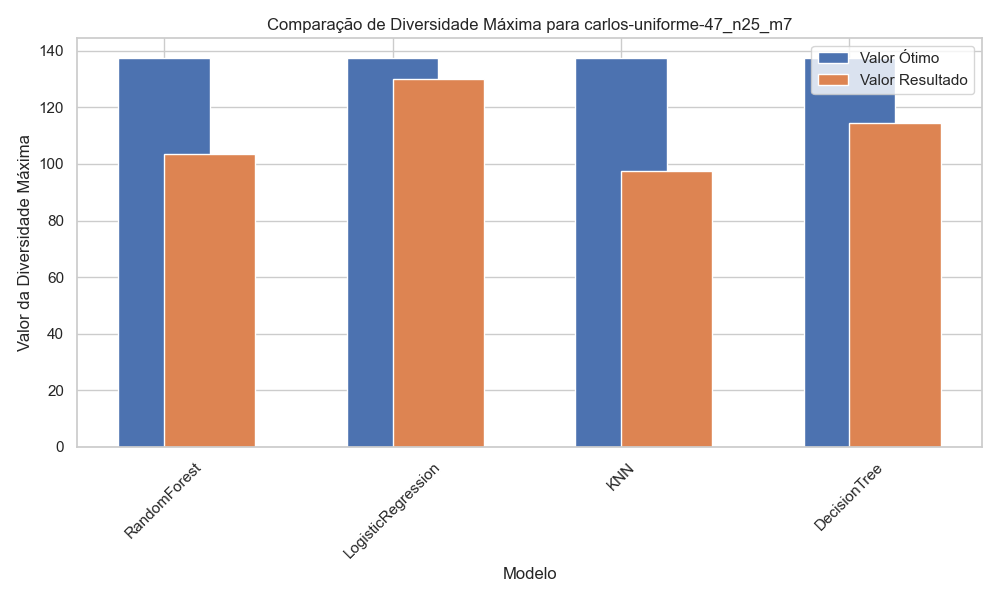 Comparação de Diversidade Máxima para carlos-uniforme-47_n25_m7
Valor Ótimo
Valor Resultado
Valor da Diversidade Máxima
140
120
100
80
60
40
20
0
RandomForest
LogisticRegression
KNN
DecisionTree
Modelo